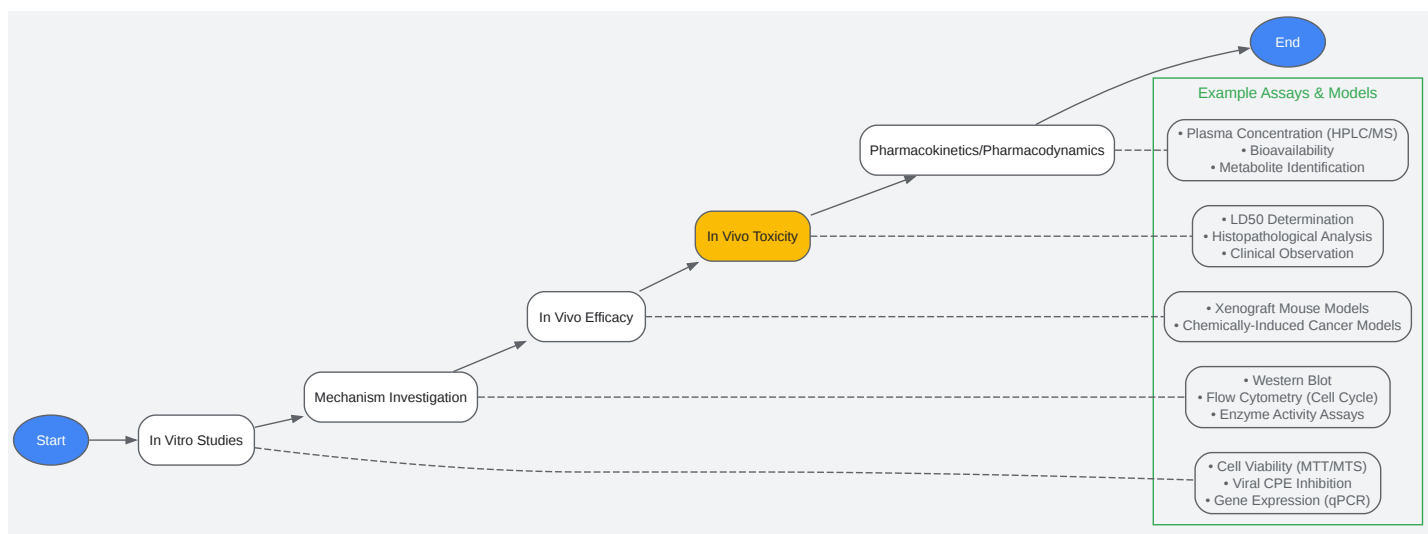 End
Example Assays & Models
Pharmacokinetics/Pharmacodynamics
• Plasma Concentration (HPLC/MS)
• Bioavailability
• Metabolite Identification
In Vivo Toxicity
• LD50 Determination
• Histopathological Analysis
• Clinical Observation
In Vivo Efficacy
• Xenograft Mouse Models
• Chemically-Induced Cancer Models
Mechanism Investigation
• Western Blot
• Flow Cytometry (Cell Cycle)
• Enzyme Activity Assays
Start
In Vitro Studies
• Cell Viability (MTT/MTS)
• Viral CPE Inhibition
• Gene Expression (qPCR)